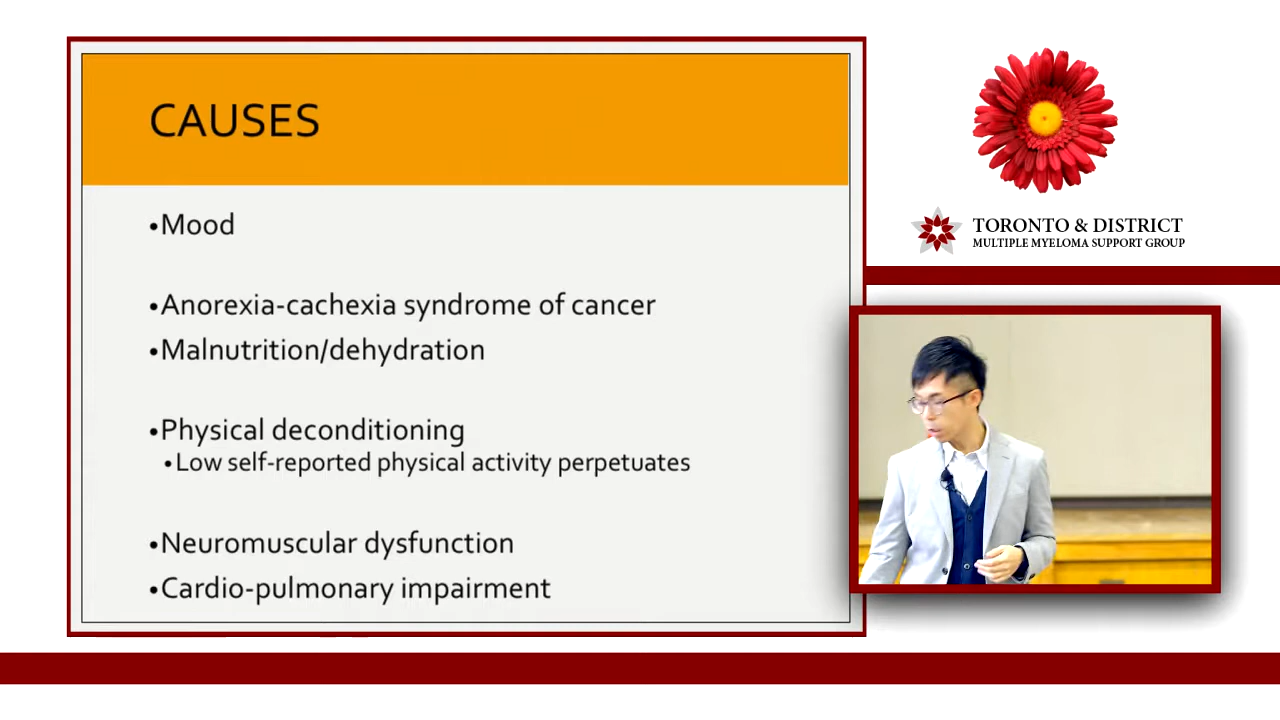 CAUSES
•Mood
•Anorexia-cachexia syndrome of cancer
•Malnutrition/dehydration
•Physical deconditioning
•Low self-reported physical activity perpetuates
•Neuromuscular dysfunction
•Cardio-pulmonary impairment
TORONTO & DISTRICT
MULTIPLE MYELOMA SUPPORT GROUP